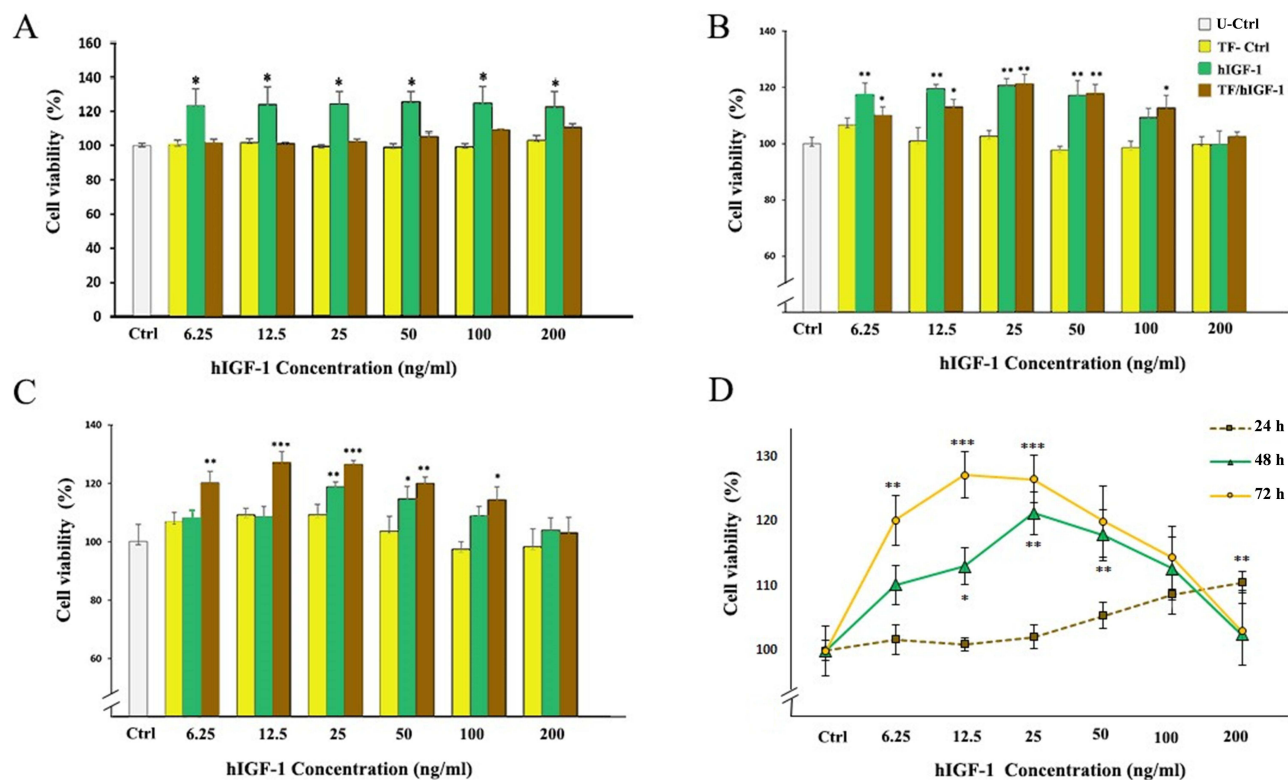 A
Cell viability (%)
160
140
120
100
80
60
40
20
0
* * * * * *
Ctrl 6.25 12.5 25 50 100 200
hIGF-1 Concentration (ng/ml)
B
Cell viability (%)
140
120
100
80
60
** * ** * ** ** ** ** *
U-Ctrl
TF- Ctrl
hIGF-1
TF/hIGF-1
Ctrl 6.25 12.5 25 50 100 200
hIGF-1 Concentration (ng/ml)
C
Cell viability (%)
140
120
100
80
60
** *** ** *** * ** *
Ctrl 6.25 12.5 25 50 100 200
hIGF-1 Concentration (ng/ml)
D
Cell viability (%)
130
120
110
100
** *** *** * ** ** **
24 h
48 h
72 h
Ctrl 6.25 12.5 25 50 100 200
hIGF-1 Concentration (ng/ml)